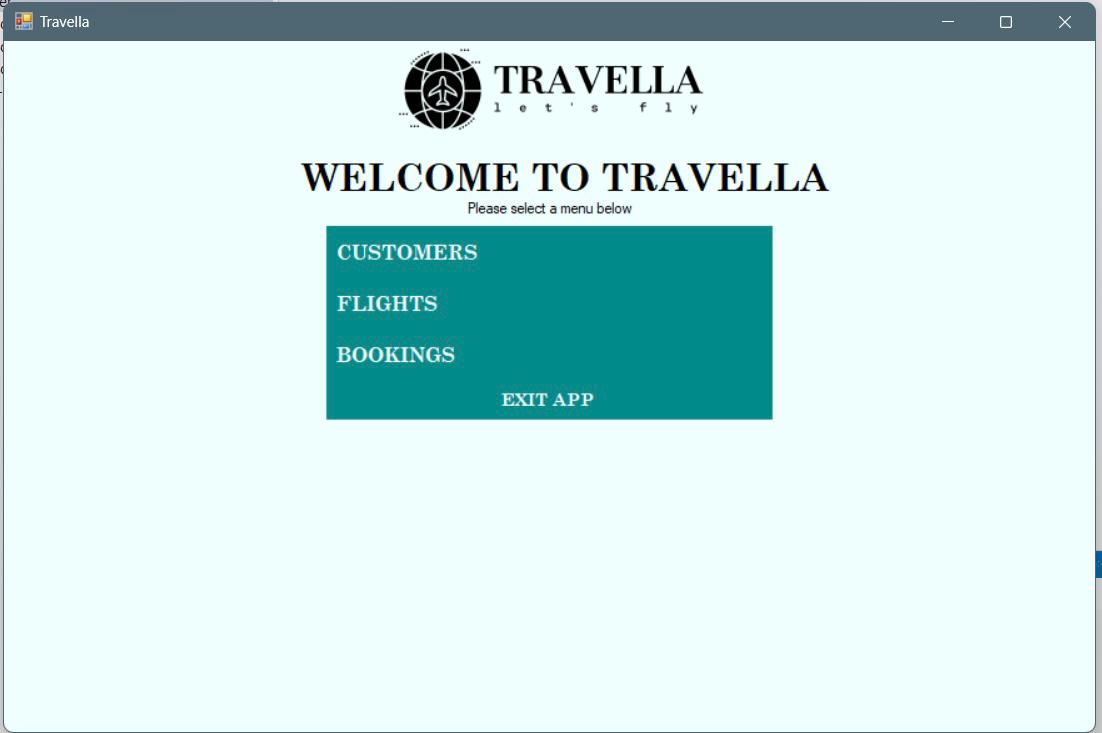 Travella
TRAVELLA
let's fly
WELCOME TO TRAVELLA
Please select a menu below
CUSTOMERS
FLIGHTS
BOOKINGS
EXIT APP